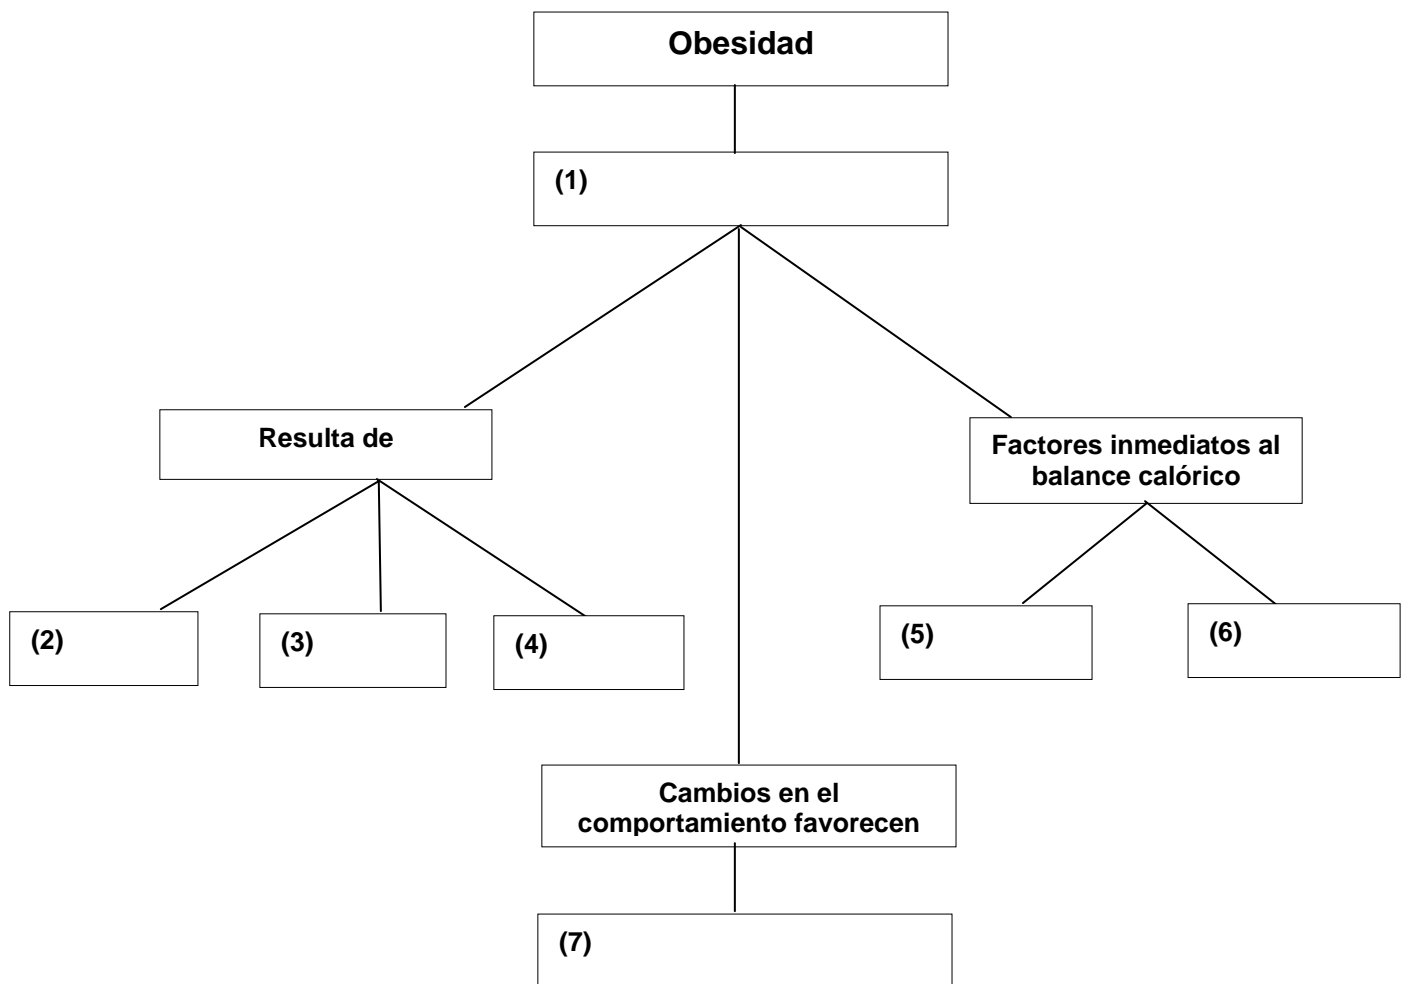 Obesidad
(1)
Resulta de
Factores inmediatos al
balance calórico
(2)
(3)
(4)
(5)
(6)
Cambios en el
comportamiento favorecen
(7)